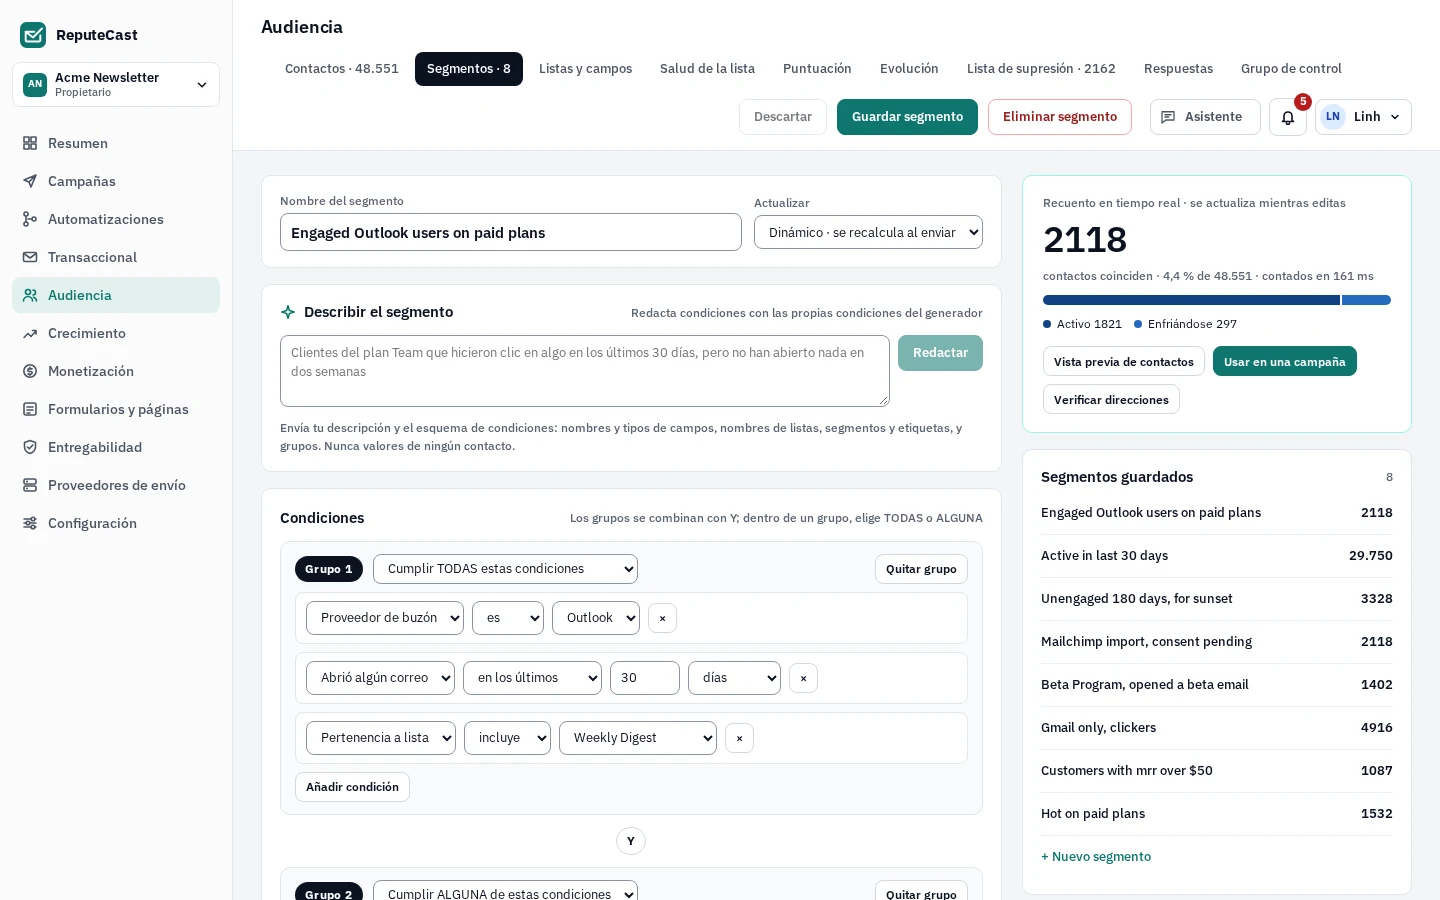 ReputeCast
AN
Acme Newsletter
Propietario
Resumen
Campañas
Automatizaciones
Transaccional
Audiencia
Crecimiento
Monetización
Formularios y páginas
Entregabilidad
Proveedores de envío
Configuración
Audiencia
Contactos · 48.551
Segmentos · 8
Listas y campos
Salud de la lista
Puntuación
Evolución
Lista de supresión · 2162
Respuestas
Grupo de control
Descartar
Guardar segmento
Eliminar segmento
Asistente
5
LN
Linh
Nombre del segmento
Engaged Outlook users on paid plans
Actualizar
Dinámico · se recalcula al enviar
Describir el segmento
Redacta condiciones con las propias condiciones del generador
Clientes del plan Team que hicieron clic en algo en los últimos 30 días, pero no han abierto nada en
dos semanas
Redactar
Envía tu descripción y el esquema de condiciones: nombres y tipos de campos, nombres de listas, segmentos y etiquetas, y
grupos. Nunca valores de ningún contacto.
Condiciones
Los grupos se combinan con Y; dentro de un grupo, elige TODAS o ALGUNA
Grupo 1
Cumplir TODAS estas condiciones
Quitar grupo
Proveedor de buzón
es
Outlook
×
Abrió algún correo
en los últimos
30
días
×
Pertenencia a lista
incluye
Weekly Digest
×
Añadir condición
Y
Grupo 2
Cumplir ALGUNA de estas condiciones
Quitar grupo
Recuento en tiempo real · se actualiza mientras editas
2118
contactos coinciden · 4,4 % de 48.551 · contados en 161 ms
Activo 1821
Enfriándose 297
Vista previa de contactos
Usar en una campaña
Verificar direcciones
Segmentos guardados
8
Engaged Outlook users on paid plans
2118
Active in last 30 days
29.750
Unengaged 180 days, for sunset
3328
Mailchimp import, consent pending
2118
Beta Program, opened a beta email
1402
Gmail only, clickers
4916
Customers with mrr over $50
1087
Hot on paid plans
1532
+ Nuevo segmento